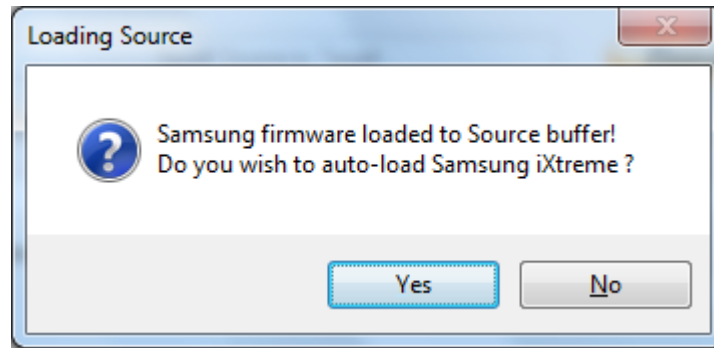 Loading Source
Samsung firmware loaded to Source buffer!
Do you wish to auto-load Samsung iXtreme ?
Yes
No